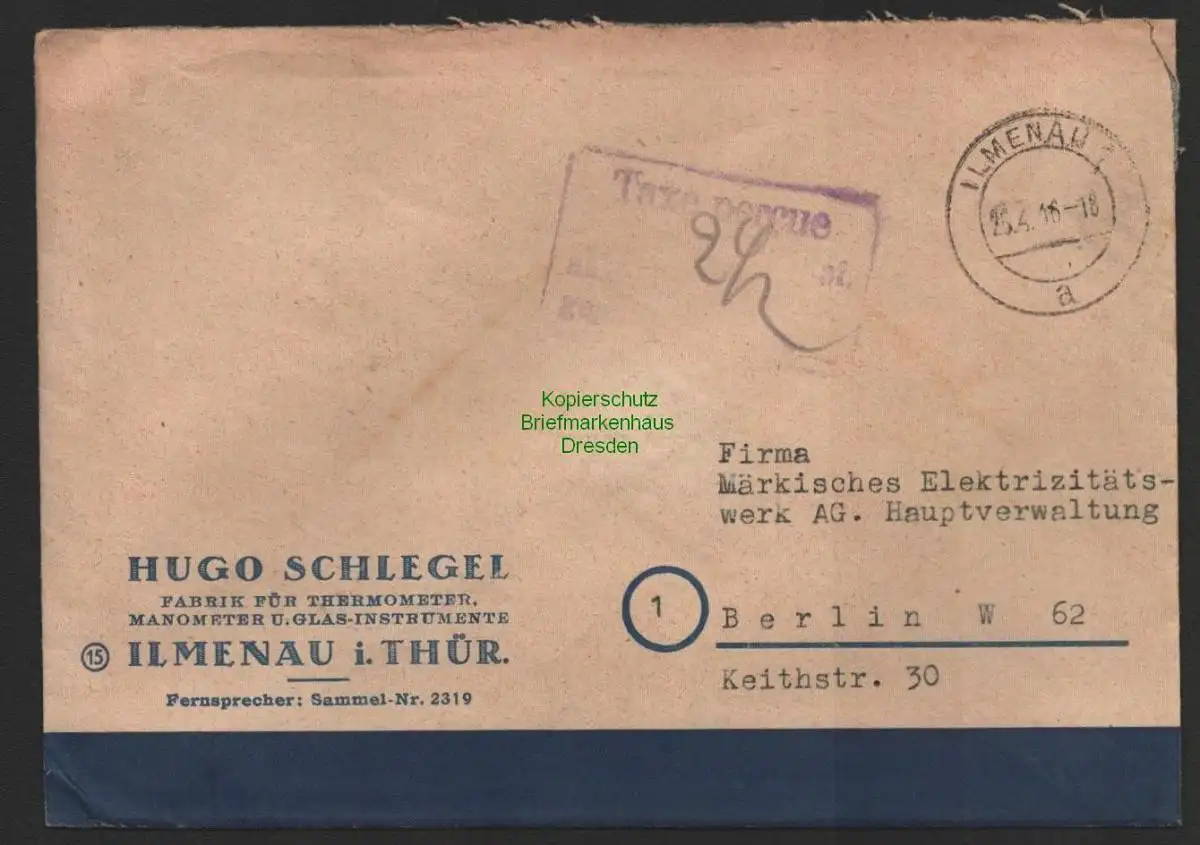 ILMENAU
a
Taxe percue
Kopierschutz
Briefmarkenhaus
Dresden
Firma
Märkisches Elektrizitäts-
werk AG. Hauptverwaltung
1
Berlin W 62
Keithstr. 30
HUGO SCHLEGEL
FABRIK FÜR THERMOMETER,
MANOMETER U. GLAS-INSTRUMENTE
15 ILMENAU i. THÜR.
Fernsprecher: Sammel-Nr. 2319